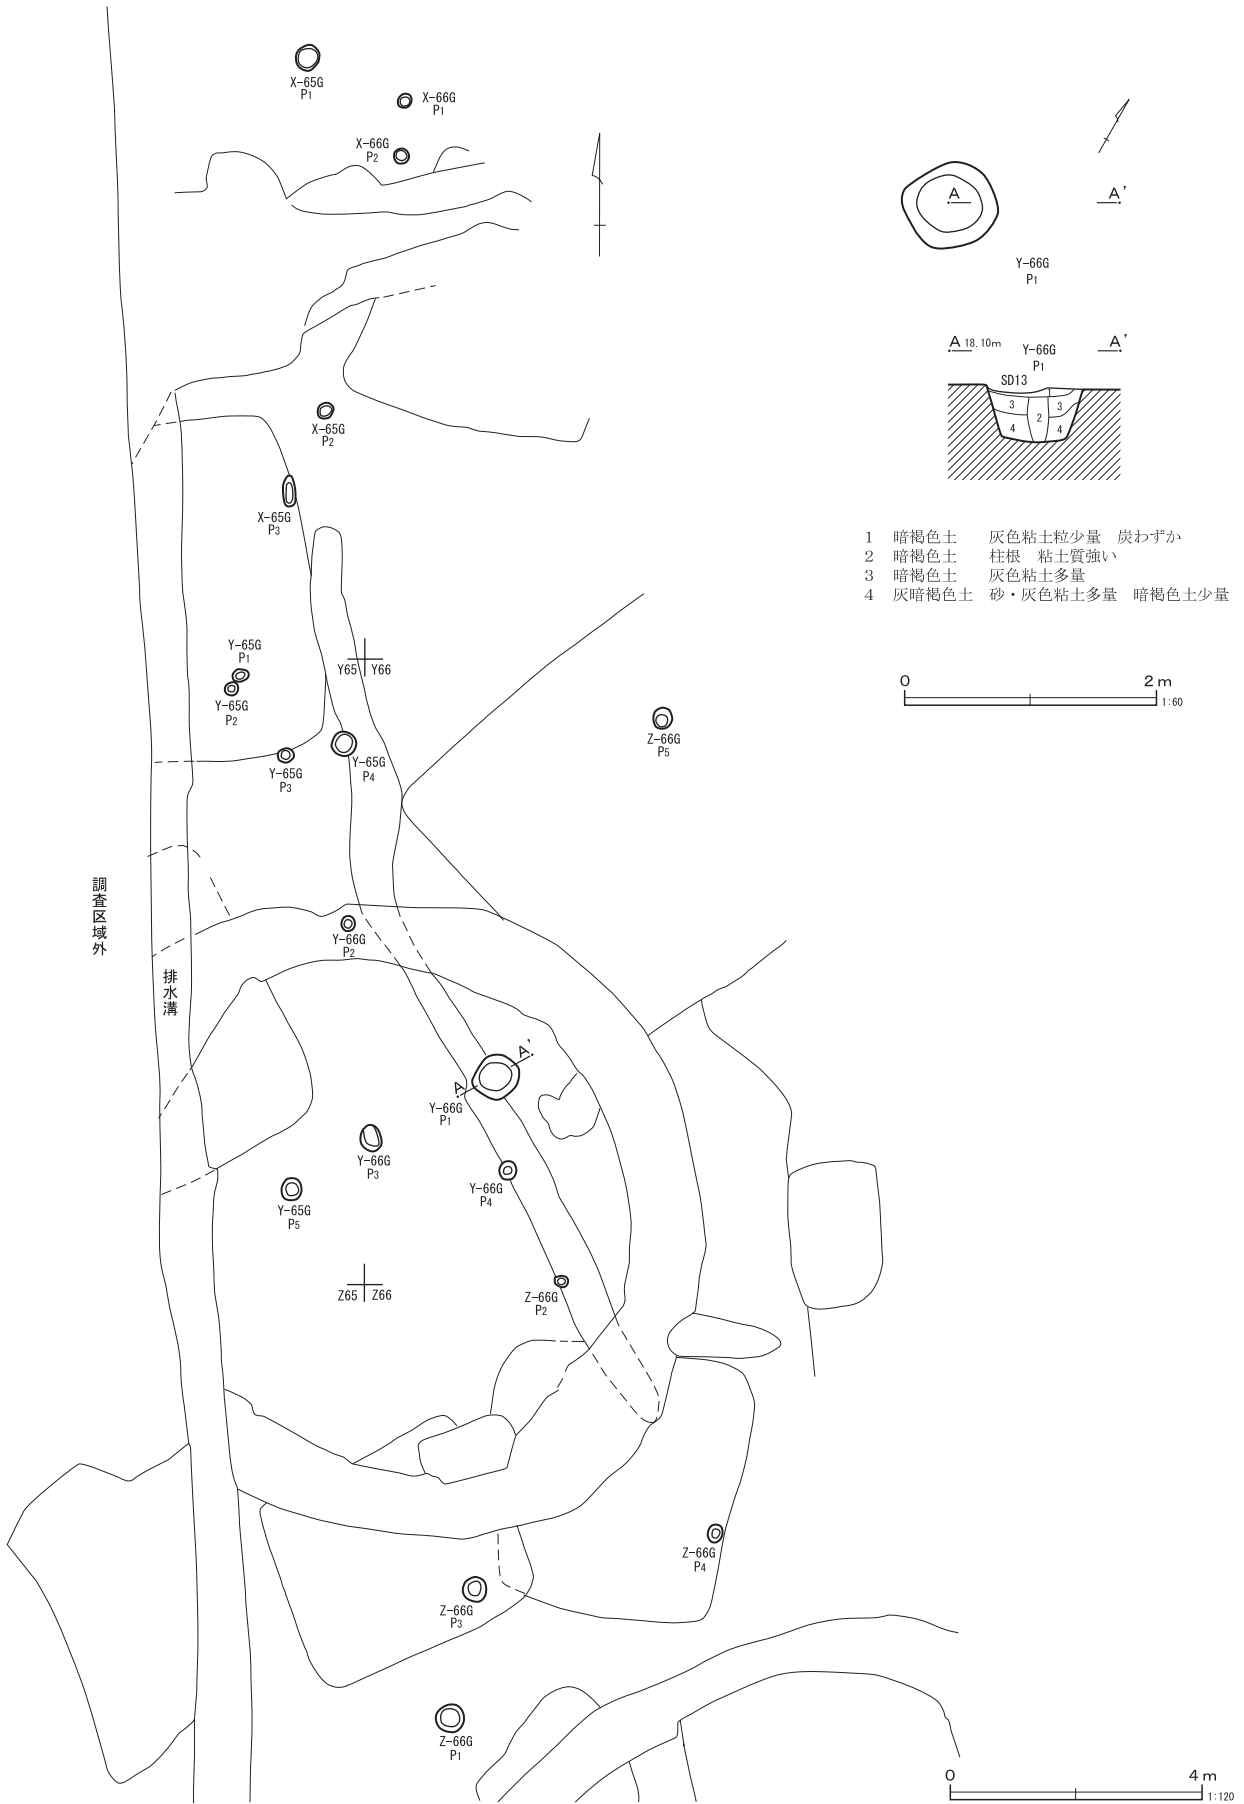 X-65G
P1
X-66G
P1
X-66G
P2
A
A'
Y-66G
P1
A 18.10m
Y-66G
P1
A'
SD13
3
3
2
4
4
X-65G
P2
X-65G
P3
1 暗褐色土 灰色粘土粒少量 炭わずか
2 暗褐色土 柱根 粘土質強い
3 暗褐色土 灰色粘土多量
4 灰暗褐色土 砂・灰色粘土多量 暗褐色土少量
0
2m
1:60
Y-65G
P1
Y65
Y66
Y-65G
P2
Z-66G
P5
Y-65G
P3
Y-65G
P4
調査区域外
排水溝
Y-66G
P2
A'
A
Y-66G
P1
Y-66G
P3
Y-66G
P4
Y-65G
P5
Z65
Z66
Z-66G
P2
Z-66G
P4
Z-66G
P3
Z-66G
P1
0
4m
1:120